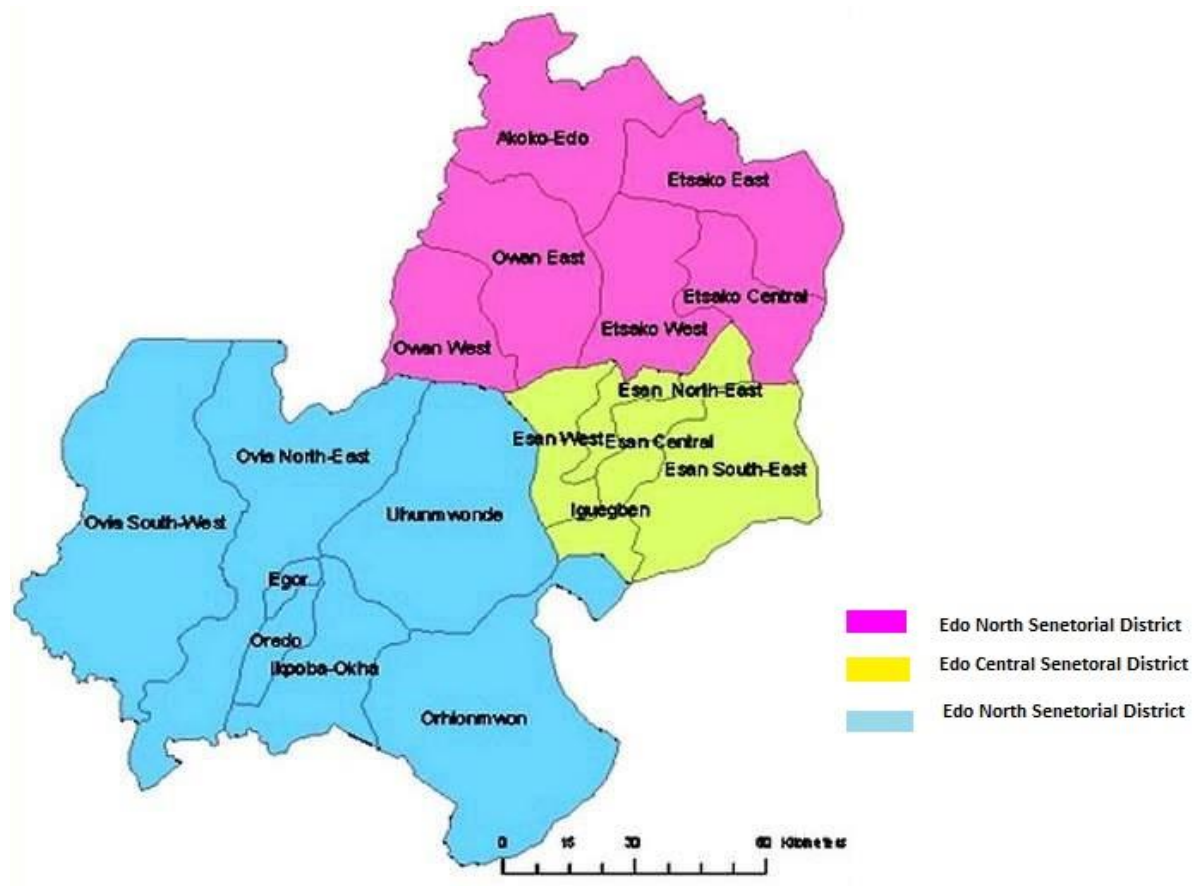 Akoko-Edo
Etsako East
Owan East
Etsako Central
Etsako West
Owan West
Esan North-East
Esan West
Esan Central
Ovia North-East
Esan South-East
Iguegben
Uhunmwonde
Ovia South-West
Egor
Oredo
Ikpoba-Okha
Orhionmwon
Edo North Senetorial District
Edo Central Senetoral District
Edo North Senetorial District
0 15 30 60 Kilometers